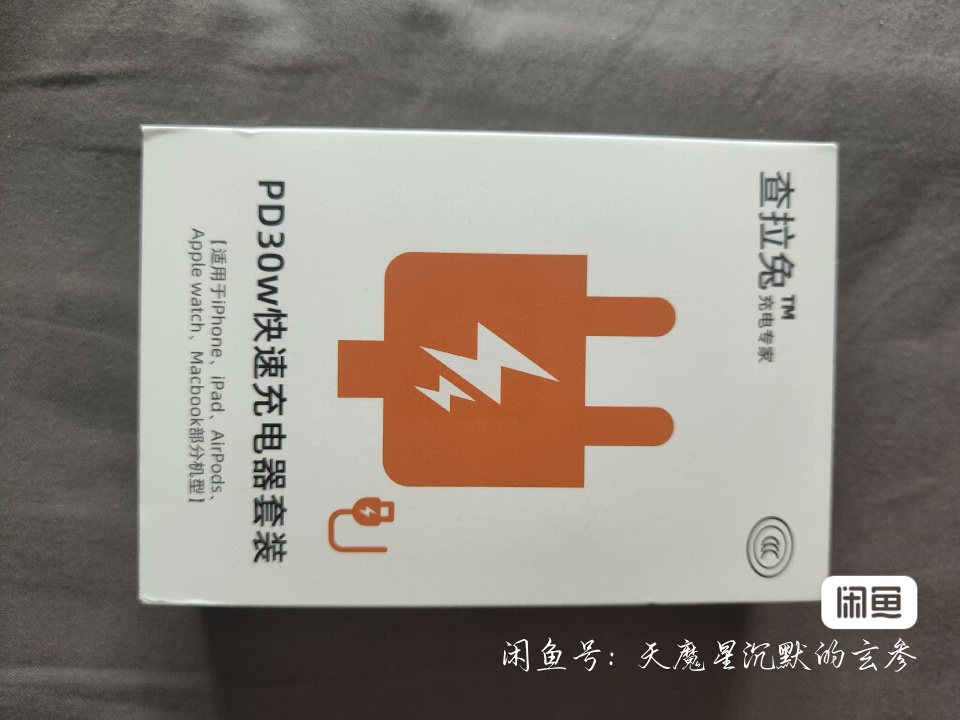 查拉兔™
充电专家
PD30w快速充电器套装
【适用于iPhone、iPad、AirPods、
Apple watch、Macbook部分机型】
闲鱼
闲鱼号：天魔星沉默的玄参